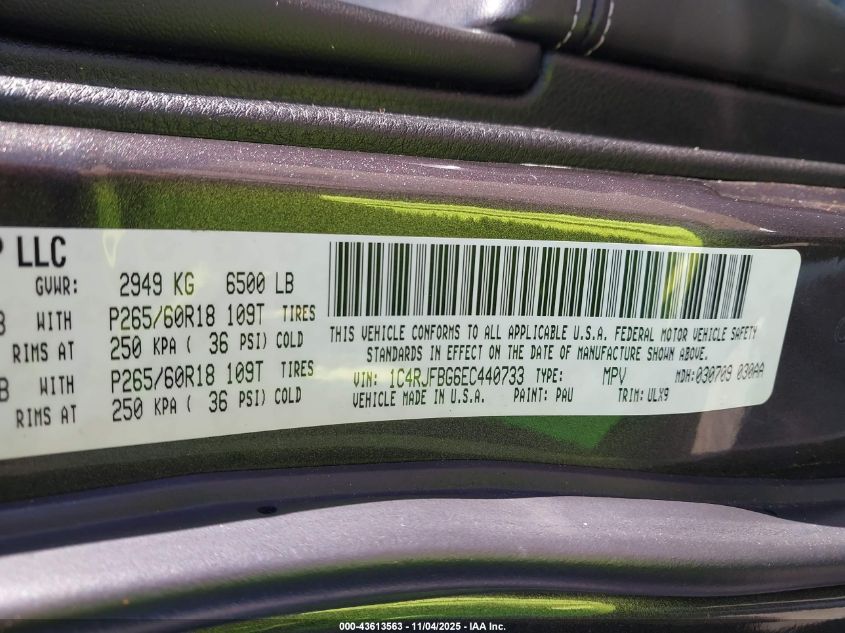 P LLC
GVWR: 2949 KG 6500 LB
B WITH P265/60R18 109T TIRES
RIMS AT 250 KPA ( 36 PSI) COLD
B WITH P265/60R18 109T TIRES
RIMS AT 250 KPA ( 36 PSI) COLD
THIS VEHICLE CONFORMS TO ALL APPLICABLE U.S.A. FEDERAL MOTOR VEHICLE SAFETY
STANDARDS IN EFFECT ON THE DATE OF MANUFACTURE SHOWN ABOVE.
VIN: 1C4RJFBG6EC440733 TYPE: MPV MDH:030709 030AA
VEHICLE MADE IN U.S.A. PAINT: PAU TRIM: ULX9
000-43613563 - 11/04/2025 - IAA Inc.